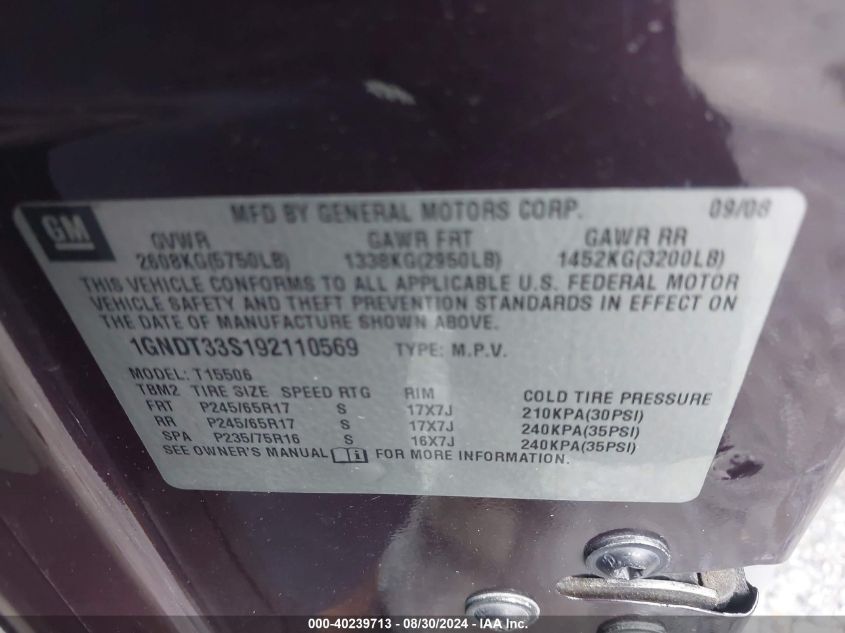 GM MFD BY GENERAL MOTORS CORP. 09/08
GVWR GAWR FRT GAWR RR
2608KG(5750LB) 1338KG(2950LB) 1452KG(3200LB)
THIS VEHICLE CONFORMS TO ALL APPLICABLE U.S. FEDERAL MOTOR
VEHICLE SAFETY AND THEFT PREVENTION STANDARDS IN EFFECT ON
THE DATE OF MANUFACTURE SHOWN ABOVE.
1GNDT33S192110569 TYPE: M.P.V.
MODEL: T15506
TBM2 TIRE SIZE SPEED RTG RIM COLD TIRE PRESSURE
FRT P245/65R17 S 17X7J 210KPA(30PSI)
RR P245/65R17 S 17X7J 240KPA(35PSI)
SPA P235/75R16 S 16X7J 240KPA(35PSI)
SEE OWNER'S MANUAL i FOR MORE INFORMATION.
000-40239713 - 08/30/2024 - 1STOP.COM